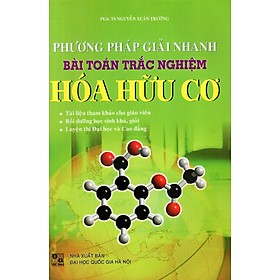 PGS. TS NGUYỄN XUÂN TRƯỜNG
PHƯƠNG PHÁP GIẢI NHANH
BÀI TOÁN TRẮC NGHIỆM
HÓA HỮU CƠ
• Tài liệu tham khảo cho giáo viên
• Bồi dưỡng học sinh khá, giỏi
• Luyện thi Đại học và Cao đẳng
NHÀ XUẤT BẢN
ĐẠI HỌC QUỐC GIA HÀ NỘI